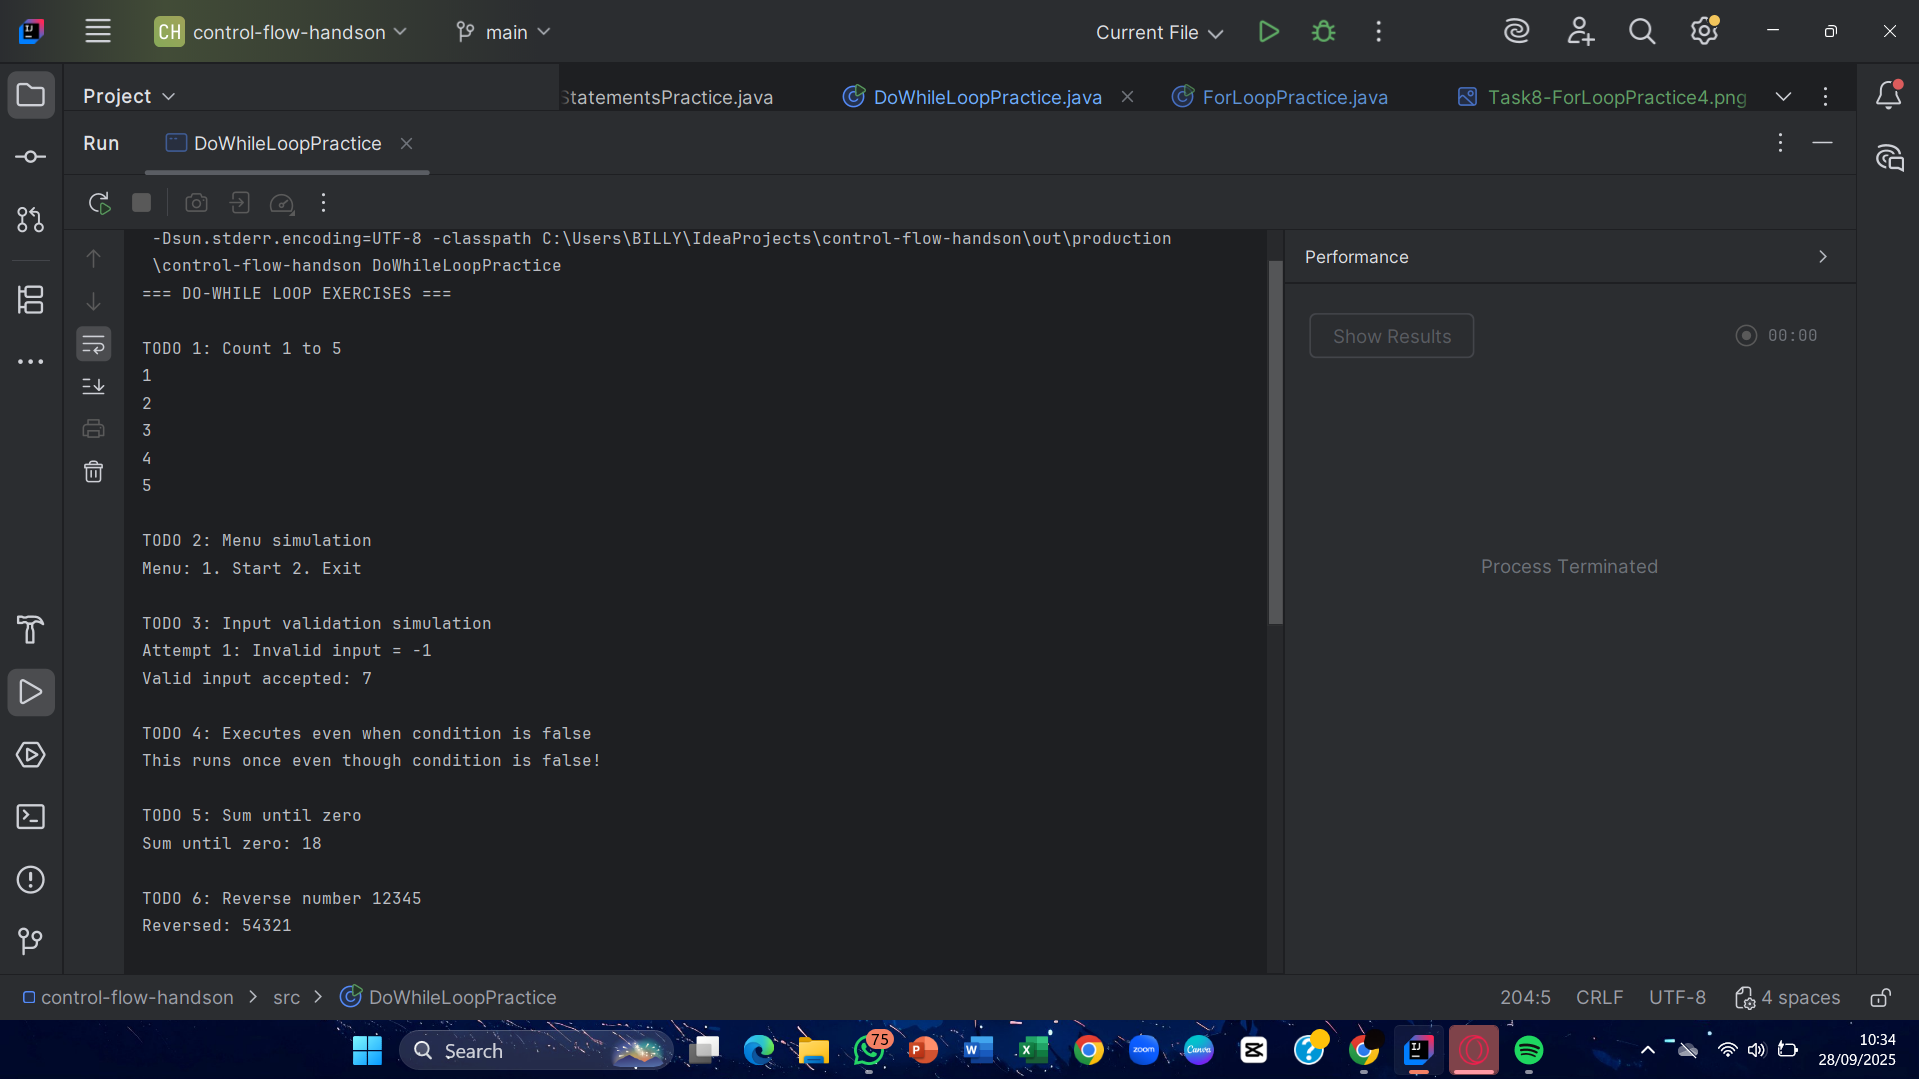 CH control-flow-handson main Current File
Project StatementsPractice.java DoWhileLoopPractice.java ForLoopPractice.java Task8-ForLoopPractice4.png
Run DoWhileLoopPractice
-Dsun.stderr.encoding=UTF-8 -classpath C:\Users\BILLY\IdeaProjects\control-flow-handson\out\production
\control-flow-handson DoWhileLoopPractice
=== DO-WHILE LOOP EXERCISES ===
TODO 1: Count 1 to 5
1
2
3
4
5
TODO 2: Menu simulation
Menu: 1. Start 2. Exit
TODO 3: Input validation simulation
Attempt 1: Invalid input = -1
Valid input accepted: 7
TODO 4: Executes even when condition is false
This runs once even though condition is false!
TODO 5: Sum until zero
Sum until zero: 18
TODO 6: Reverse number 12345
Reversed: 54321
Performance
Show Results 00:00
Process Terminated
control-flow-handson > src > DoWhileLoopPractice 204:5 CRLF UTF-8 4 spaces
Search 75 zoom Canva 10:34
28/09/2025